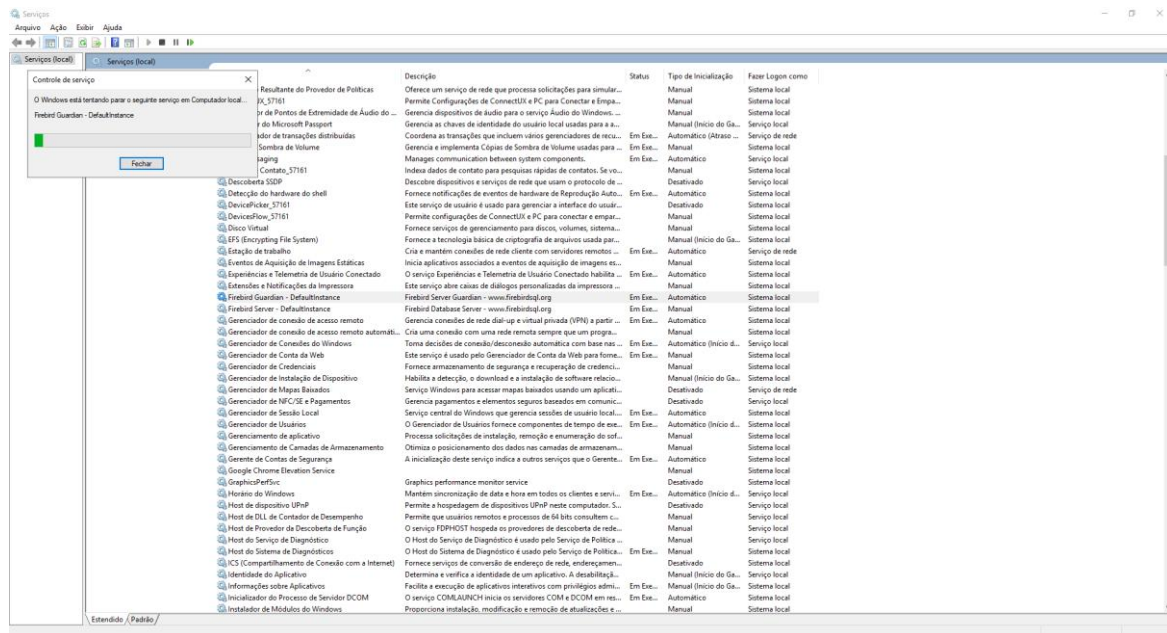 Serviços
Arquivo Ação Exibir Ajuda
Serviços (local) Serviços (local)
Controle de serviço
O Windows está tentando parar o seguinte serviço em Computador local...
Firebird Guardian - DefaultInstance
Fechar
Descrição Status Tipo de Inicialização Fazer Logon como
Resultante do Provedor de Políticas Oferece um serviço de rede que processa solicitações para simular... Manual Sistema local
UX_57161 Permite Configurações de ConnectUX e PC para Conectar e Empa... Manual Sistema local
or de Pontos de Extremidade de Áudio do ... Gerencia dispositivos de áudio para o serviço Áudio do Windows. ... Manual Sistema local
do Microsoft Passport Gerencia as chaves de identidade do usuário local usadas para a a... Manual (Início do Ga... Sistema local
ador de transações distribuídas Coordena as transações que incluem vários gerenciadores de recu... Em Exe... Automático (Atraso ... Serviço de rede
Sombra de Volume Gerencia e implementa Cópias de Sombra de Volume usadas para ... Em Exe... Manual Sistema local
saging Manages communication between system components. Em Exe... Automático Serviço local
Contato_57161 Indexa dados de contato para pesquisas rápidas de contatos. Se vo... Manual Sistema local
Descoberta SSDP Descobre dispositivos e serviços de rede que usam o protocolo de ... Desativado Serviço local
Detecção do hardware do shell Fornece notificações de eventos de hardware de Reprodução Auto... Em Exe... Automático Sistema local
DevicePicker_57161 Este serviço de usuário é usado para gerenciar a interface do usuár... Desativado Sistema local
DevicesFlow_57161 Permite configurações de ConnectUX e PC para conectar e empar... Manual Sistema local
Disco Virtual Fornece serviços de gerenciamento para discos, volumes, sistema... Manual Sistema local
EFS (Encrypting File System) Fornece a tecnologia básica de criptografia de arquivos usada par... Manual (Início do Ga... Sistema local
Estação de trabalho Cria e mantém conexões de rede cliente com servidores remotos ... Em Exe... Automático Serviço de rede
Eventos de Aquisição de Imagens Estáticas Inicia aplicativos associados a eventos de aquisição de imagens es... Manual Sistema local
Experiências e Telemetria de Usuário Conectado O serviço Experiências e Telemetria de Usuário Conectado habilita ... Em Exe... Automático Sistema local
Extensões e Notificações da Impressora Este serviço abre caixas de diálogos personalizadas da impressora ... Manual Sistema local
Firebird Guardian - DefaultInstance Firebird Server Guardian - www.firebirdsql.org Em Exe... Automático Sistema local
Firebird Server - DefaultInstance Firebird Database Server - www.firebirdsql.org Em Exe... Manual Sistema local
Gerenciador de conexão de acesso remoto Gerencia conexões de rede dial-up e virtual privada (VPN) a partir ... Em Exe... Automático Sistema local
Gerenciador de conexão de acesso remoto automáti... Cria uma conexão com uma rede remota sempre que um progra... Manual Sistema local
Gerenciador de Conexões do Windows Toma decisões de conexão/desconexão automática com base nas ... Em Exe... Automático (Início d... Serviço local
Gerenciador de Conta da Web Este serviço é usado pelo Gerenciador de Conta da Web para forne... Em Exe... Manual Sistema local
Gerenciador de Credenciais Fornece armazenamento de segurança e recuperação de credenci... Manual Sistema local
Gerenciador de Instalação de Dispositivo Habilita a detecção, o download e a instalação de software relacio... Manual (Início do Ga... Sistema local
Gerenciador de Mapas Baixados Serviço Windows para acessar mapas baixados usando um aplicati... Desativado Serviço de rede
Gerenciador de NFC/SE e Pagamentos Gerencia pagamentos e elementos seguros baseados em comunic... Desativado Serviço local
Gerenciador de Sessão Local Serviço central do Windows que gerencia sessões de usuário local.... Em Exe... Automático Sistema local
Gerenciador de Usuários O Gerenciador de Usuários fornece componentes de tempo de exe... Em Exe... Automático (Início d... Sistema local
Gerenciamento de aplicativo Processa solicitações de instalação, remoção e enumeração do sof... Manual Sistema local
Gerenciamento de Camadas de Armazenamento Otimiza o posicionamento dos dados nas camadas de armazenam... Manual Sistema local
Gerente de Contas de Segurança A inicialização deste serviço indica a outros serviços que o Gerente... Em Exe... Automático Sistema local
Google Chrome Elevation Service Manual Sistema local
GraphicsPerfSvc Graphics performance monitor service Desativado Sistema local
Horário do Windows Mantém sincronização de data e hora em todos os clientes e servi... Em Exe... Automático (Início d... Serviço local
Host de dispositivo UPnP Permite a hospedagem de dispositivos UPnP neste computador. S... Desativado Serviço local
Host de DLL de Contador de Desempenho Permite que usuários remotos e processos de 64 bits consultem c... Manual Serviço local
Host de Provedor da Descoberta de Função O serviço FDPHOST hospeda os provedores de descoberta de rede... Manual Serviço local
Host do Serviço de Diagnóstico O Host do Serviço de Diagnóstico é usado pelo Serviço de Política ... Manual Serviço local
Host do Sistema de Diagnósticos O Host do Sistema de Diagnóstico é usado pelo Serviço de Política... Em Exe... Manual Sistema local
ICS (Compartilhamento de Conexão com a Internet) Fornece serviços de conversão de endereço de rede, endereçamen... Desativado Sistema local
Identidade do Aplicativo Determina e verifica a identidade de um aplicativo. A desabilitaçã... Manual (Início do Ga... Serviço local
Informações sobre Aplicativos Facilita a execução de aplicativos interativos com privilégios admi... Em Exe... Manual (Início do Ga... Sistema local
Inicializador do Processo de Servidor DCOM O serviço COMLAUNCH inicia os servidores COM e DCOM em res... Em Exe... Automático Sistema local
Instalador de Módulos do Windows Proporciona instalação, modificação e remoção de atualizações e ... Manual Sistema local
Estendido Padrão